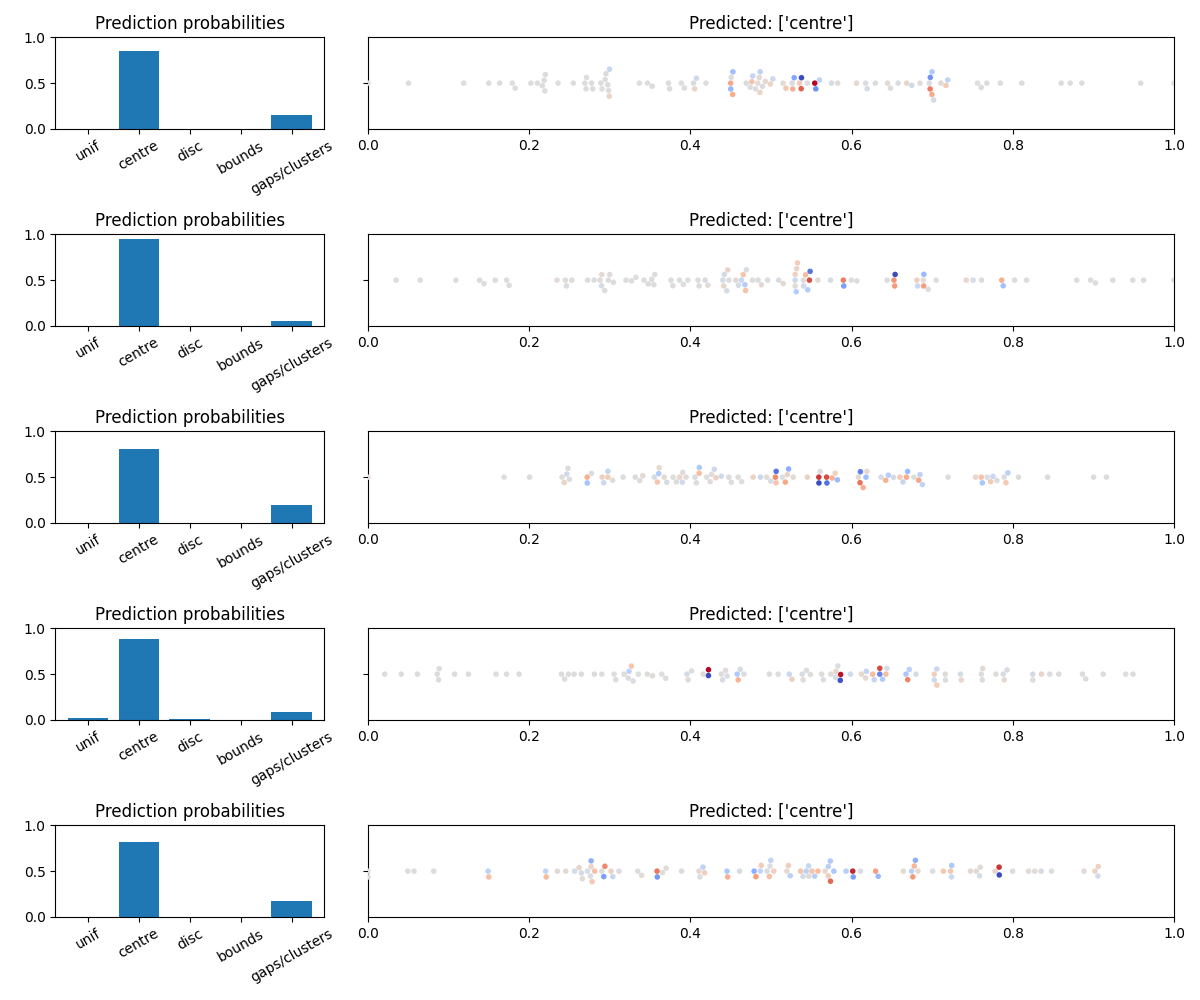 Prediction probabilities
Predicted: ['centre']
1.0
0.5
0.0
unif
centre
disc
bounds
gaps/clusters
0.0 0.2 0.4 0.6 0.8 1.0
Prediction probabilities
Predicted: ['centre']
1.0
0.5
0.0
unif
centre
disc
bounds
gaps/clusters
0.0 0.2 0.4 0.6 0.8 1.0
Prediction probabilities
Predicted: ['centre']
1.0
0.5
0.0
unif
centre
disc
bounds
gaps/clusters
0.0 0.2 0.4 0.6 0.8 1.0
Prediction probabilities
Predicted: ['centre']
1.0
0.5
0.0
unif
centre
disc
bounds
gaps/clusters
0.0 0.2 0.4 0.6 0.8 1.0
Prediction probabilities
Predicted: ['centre']
1.0
0.5
0.0
unif
centre
disc
bounds
gaps/clusters
0.0 0.2 0.4 0.6 0.8 1.0